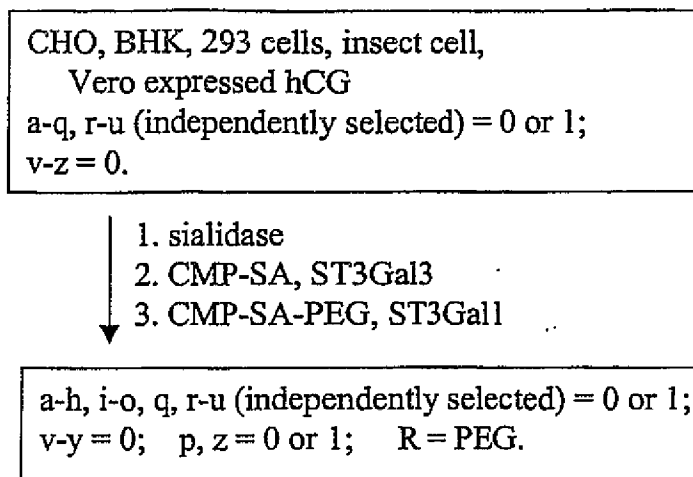 CHO, BHK, 293 cells, insect cell,
Vero expressed hCG
a-q, r-u (independently selected) = 0 or 1;
v-z = 0.
1. sialidase
2. CMP-SA, ST3Gal3
3. CMP-SA-PEG, ST3Gal1
a-h, i-o, q, r-u (independently selected) = 0 or 1;
v-y = 0; p, z = 0 or 1; R = PEG.